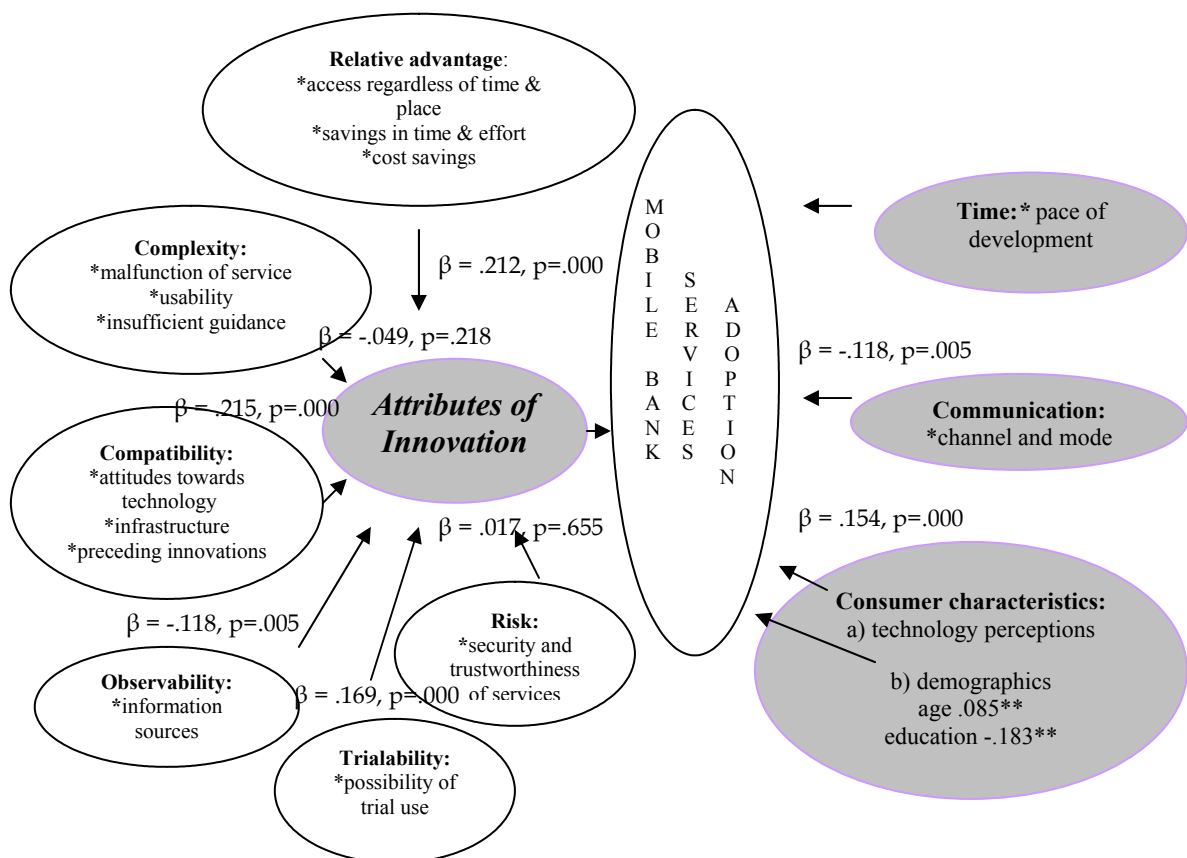 Relative advantage:
*access regardless of time &
place
*savings in time & effort
*cost savings
Complexity:
*malfunction of service
*usability
*insufficient guidance
β = .212, p=.000
β = -.049, p=.218
β = .215, p=.000
Attributes of
Innovation
Compatibility:
*attitudes towards
technology
*infrastructure
*preceding innovations
β = .017, p=.655
β = -.118, p=.005
Observability:
*information
sources
β = .169, p=.000
Risk:
*security and
trustworthiness
of services
Trialability:
*possibility of
trial use
MOBILE BANK
SERVICES
ADOPTION
Time:* pace of
development
β = -.118, p=.005
Communication:
*channel and mode
β = .154, p=.000
Consumer characteristics:
a) technology perceptions
b) demographics
age .085**
education -.183**